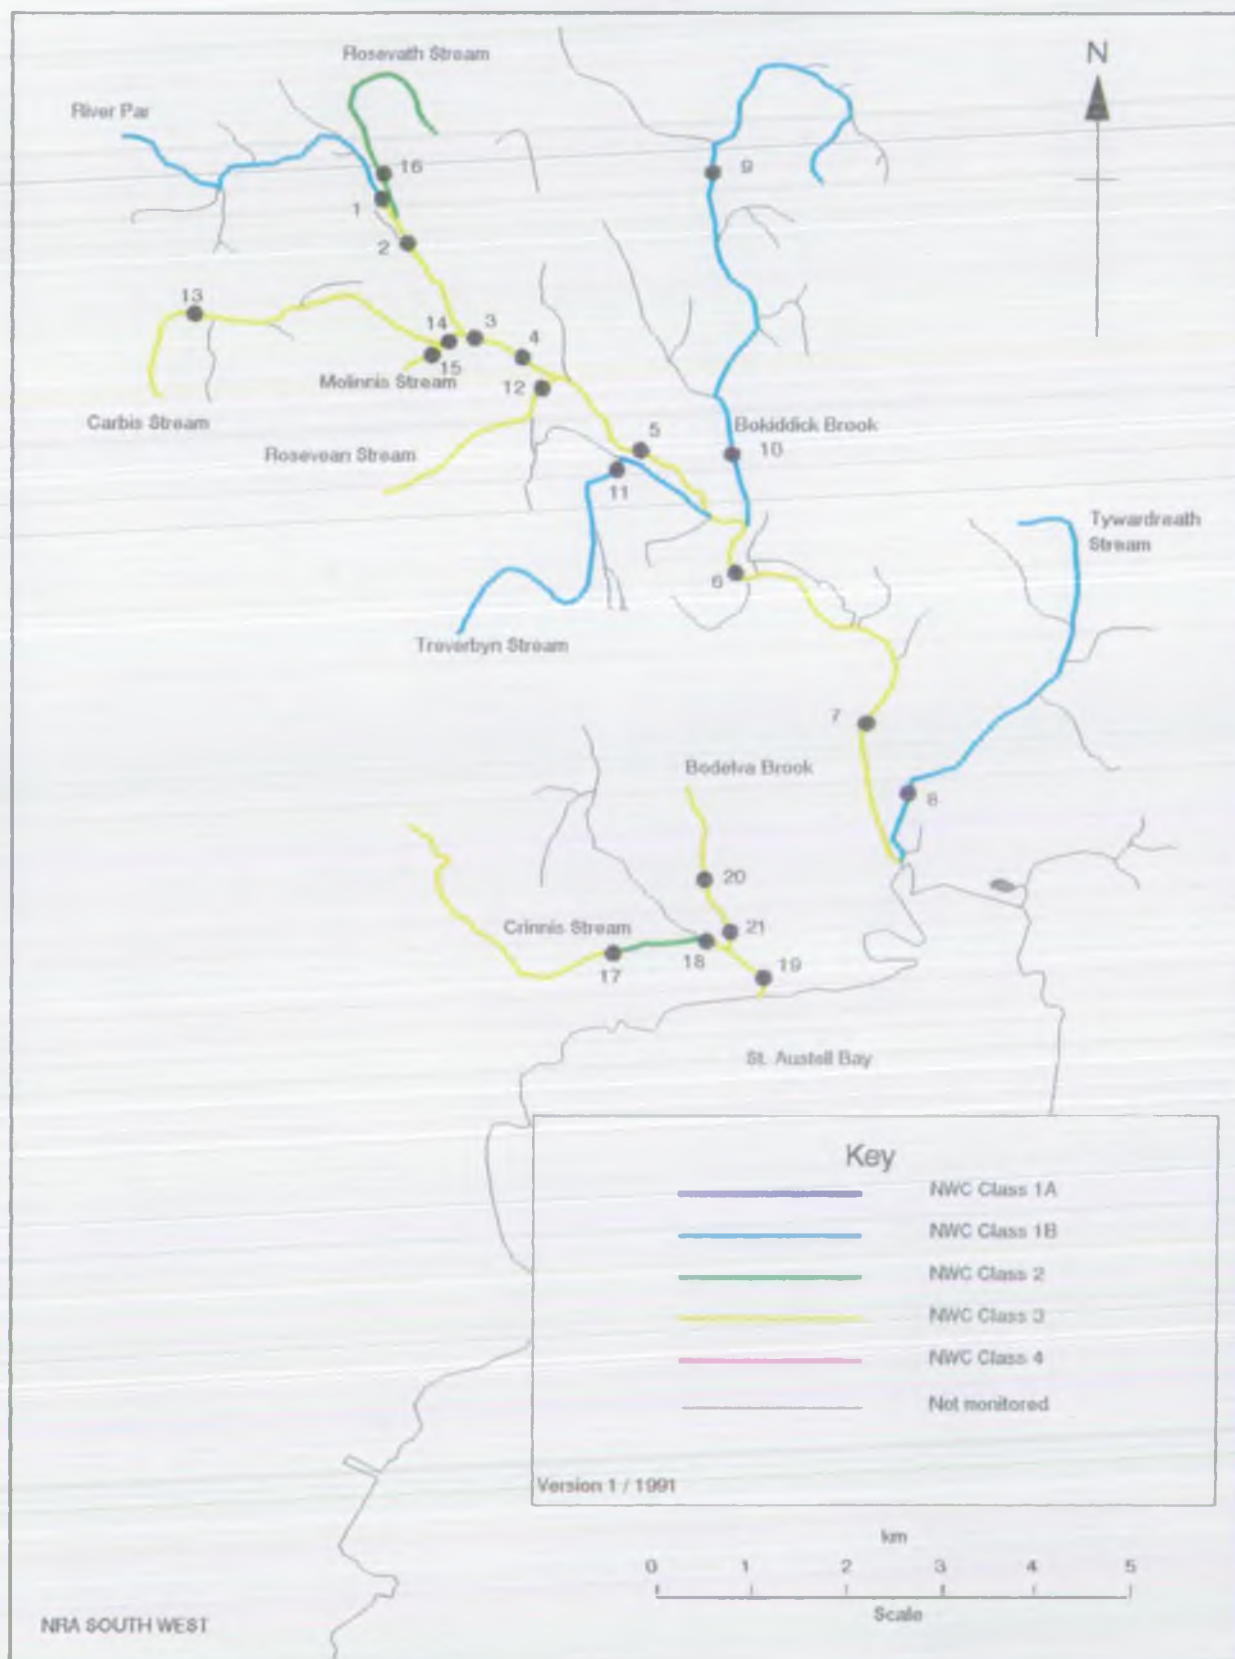 Rosevath Stream
N
River Par
16
9
1
2
13
14
3
4
15
Molinnis Stream
12
Carbis Stream
Bokiddick Brook
5
10
Rosevean Stream
11
Tywardreath
Stream
6
Treverbyn Stream
7
Bodelva Brook
8
20
Crinnis Stream
21
18
17
19
St. Austell Bay
Key
NWC Class 1A
NWC Class 1B
NWC Class 2
NWC Class 3
NWC Class 4
Not monitored
Version 1 / 1991
km
0 1 2 3 4 5
Scale
NRA SOUTH WEST